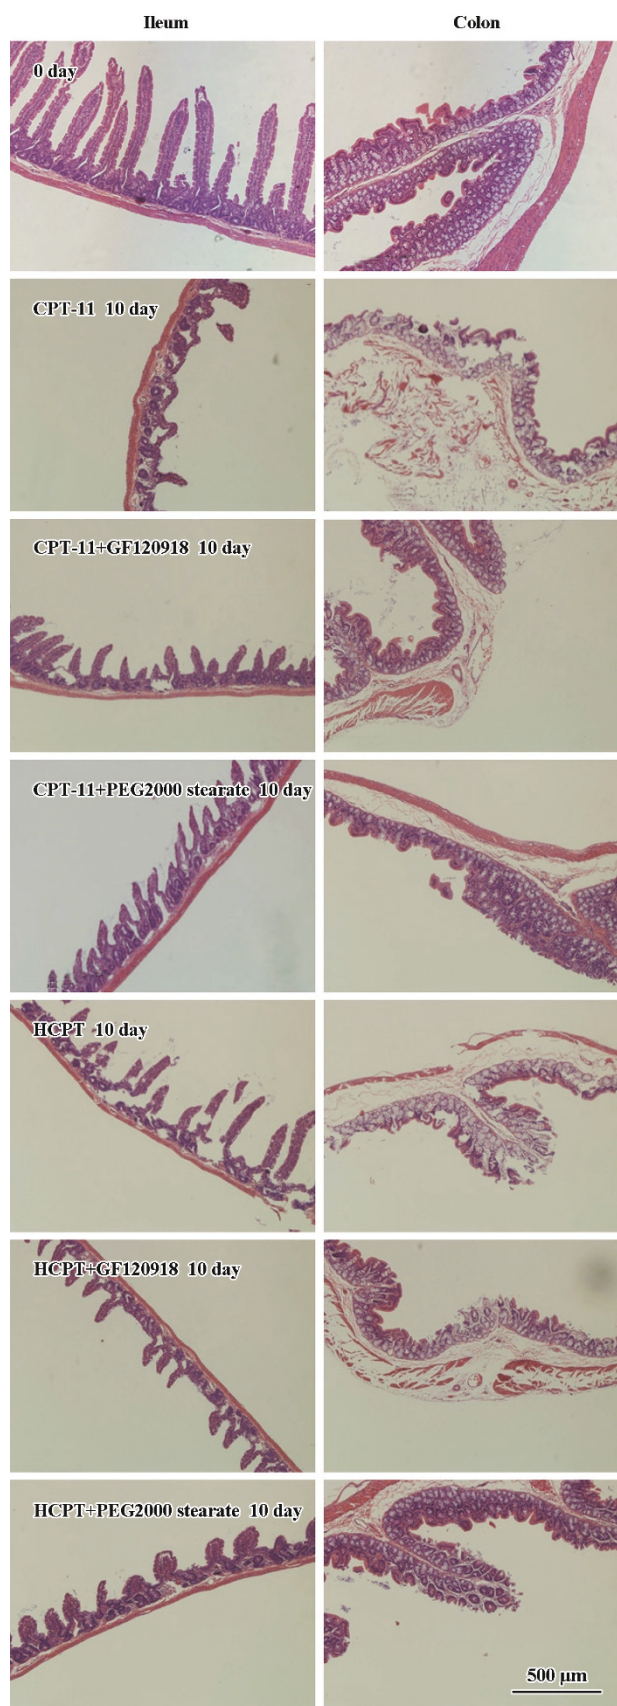 Ileum
Colon
0 day
CPT-11 10 day
CPT-11+GF120918 10 day
CPT-11+PEG2000 stearate 10 day
HCPT 10 day
HCPT+GF120918 10 day
HCPT+PEG2000 stearate 10 day
500 μm